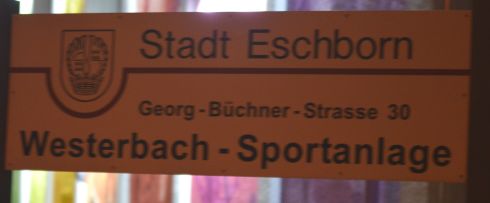 Stadt Eschborn
Georg-Büchner-Strasse 30
Westerbach - Sportanlage